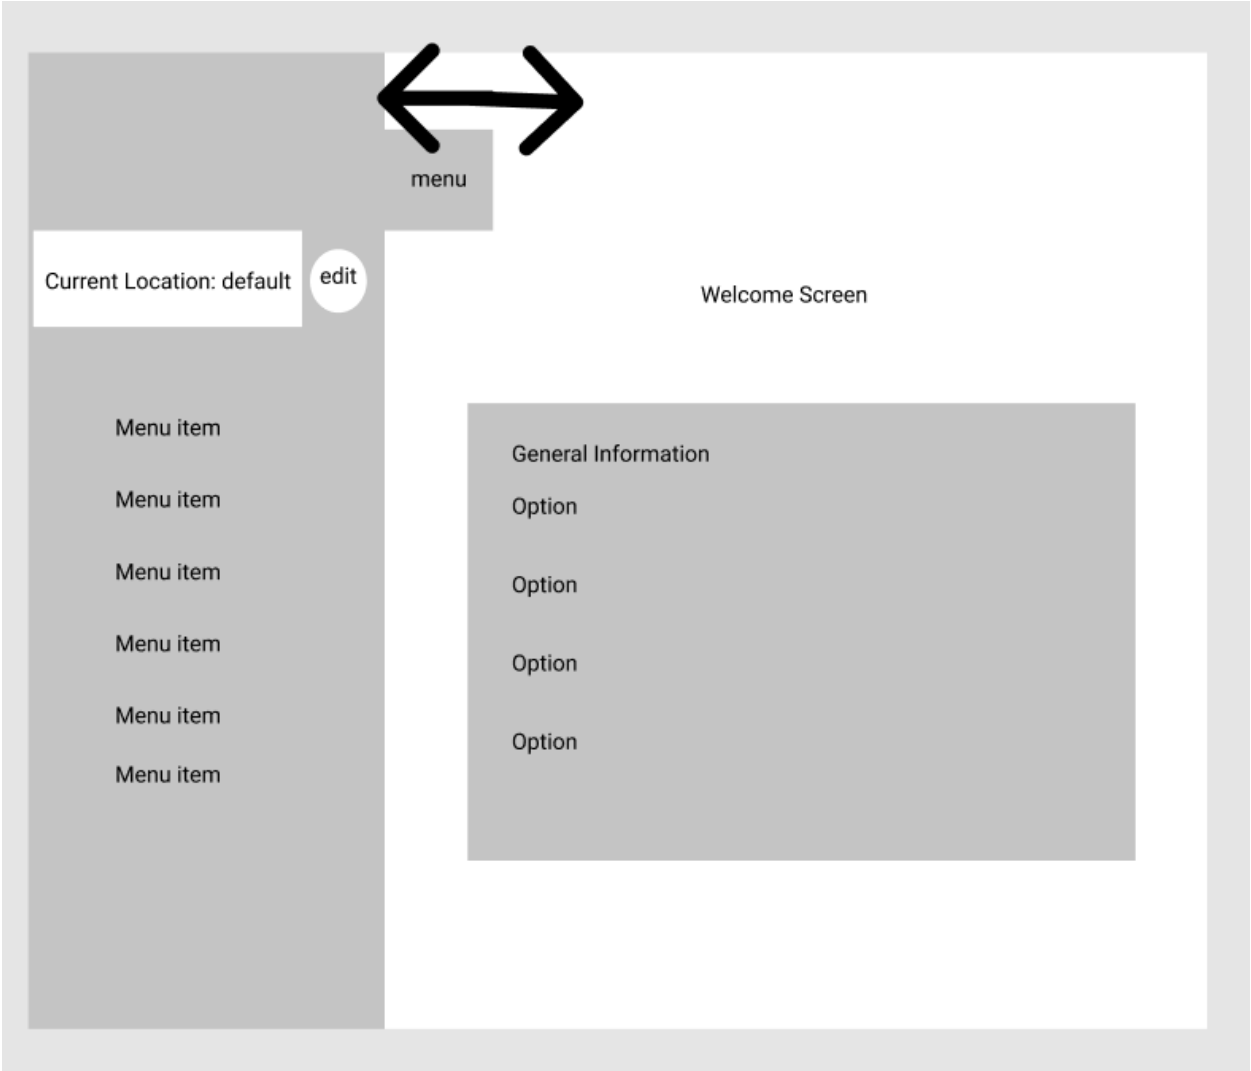 menu
Current Location: default
edit
Menu item
Menu item
Menu item
Menu item
Menu item
Menu item
Welcome Screen
General Information
Option
Option
Option
Option